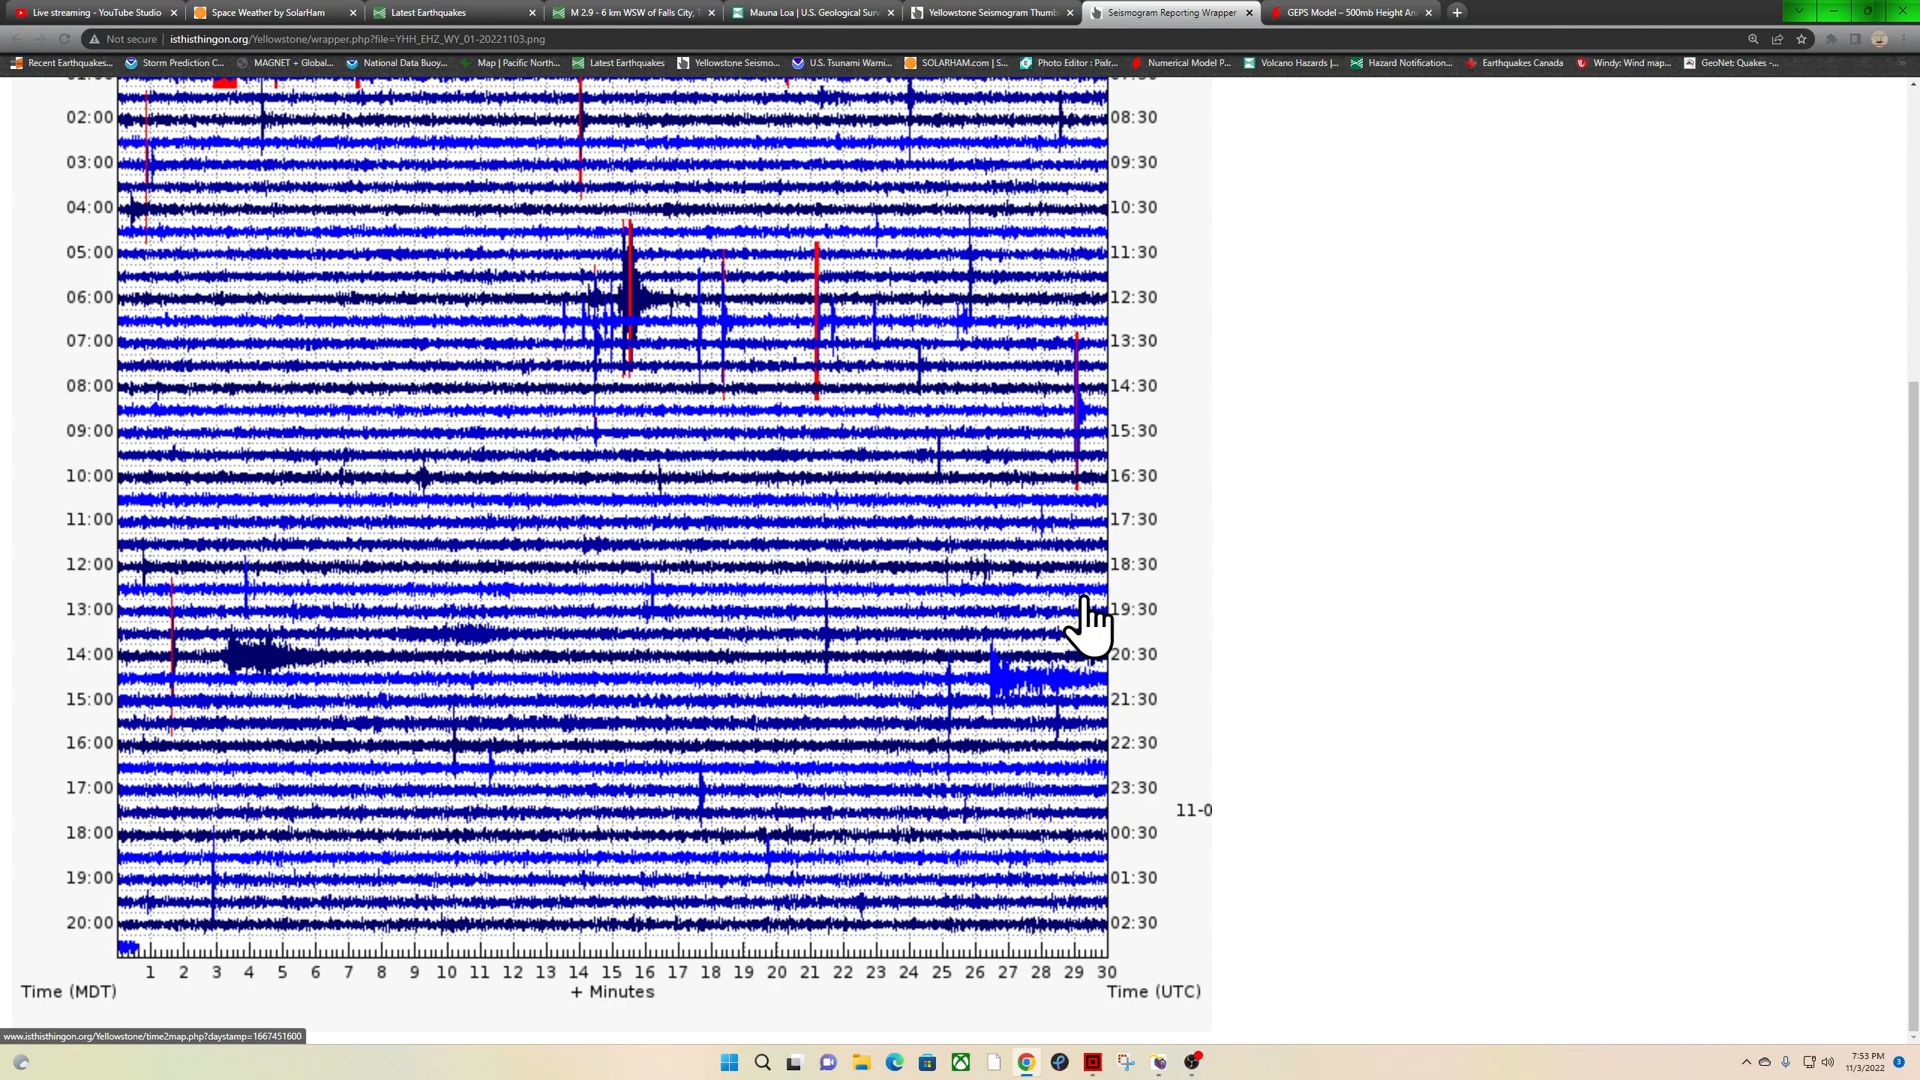 Live streaming - YouTube Studio
Space Weather by SolarHam
Latest Earthquakes
M 2.9 - 6 km WSW of Falls City, T
Mauna Loa | U.S. Geological Surv
Yellowstone Seismogram Thumb
Seismogram Reporting Wrapper
GEPS Model – 500mb Height An
Not secure
isthisthingon.org/Yellowstone/wrapper.php?file=YHH_EHZ_WY_01-20221103.png
Recent Earthquakes...
Storm Prediction C...
MAGNET + Global...
National Data Buoy...
Map | Pacific North...
Latest Earthquakes
Yellowstone Seismo...
U.S. Tsunami Warni...
SOLARHAM.com | S...
Photo Editor : Pixlr...
Numerical Model P...
Volcano Hazards |...
Hazard Notification...
Earthquakes Canada
Windy: Wind map...
GeoNet: Quakes -...
02:00 08:30
03:00 09:30
04:00 10:30
05:00 11:30
06:00 12:30
07:00 13:30
08:00 14:30
09:00 15:30
10:00 16:30
11:00 17:30
12:00 18:30
13:00 19:30
14:00 20:30
15:00 21:30
16:00 22:30
17:00 23:30
11-0
18:00 00:30
19:00 01:30
20:00 02:30
1 2 3 4 5 6 7 8 9 10 11 12 13 14 15 16 17 18 19 20 21 22 23 24 25 26 27 28 29 30
Time (MDT) + Minutes Time (UTC)
www.isthisthingon.org/Yellowstone/time2map.php?daystamp=1667451600
7:53 PM
11/3/2022
3